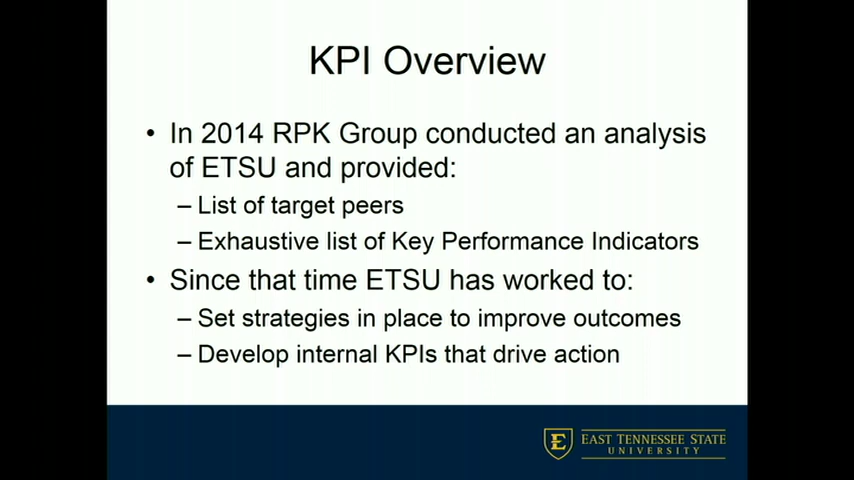 KPI Overview
• In 2014 RPK Group conducted an analysis
of ETSU and provided:
– List of target peers
– Exhaustive list of Key Performance Indicators
• Since that time ETSU has worked to:
– Set strategies in place to improve outcomes
– Develop internal KPIs that drive action
E
EAST TENNESSEE STATE
UNIVERSITY